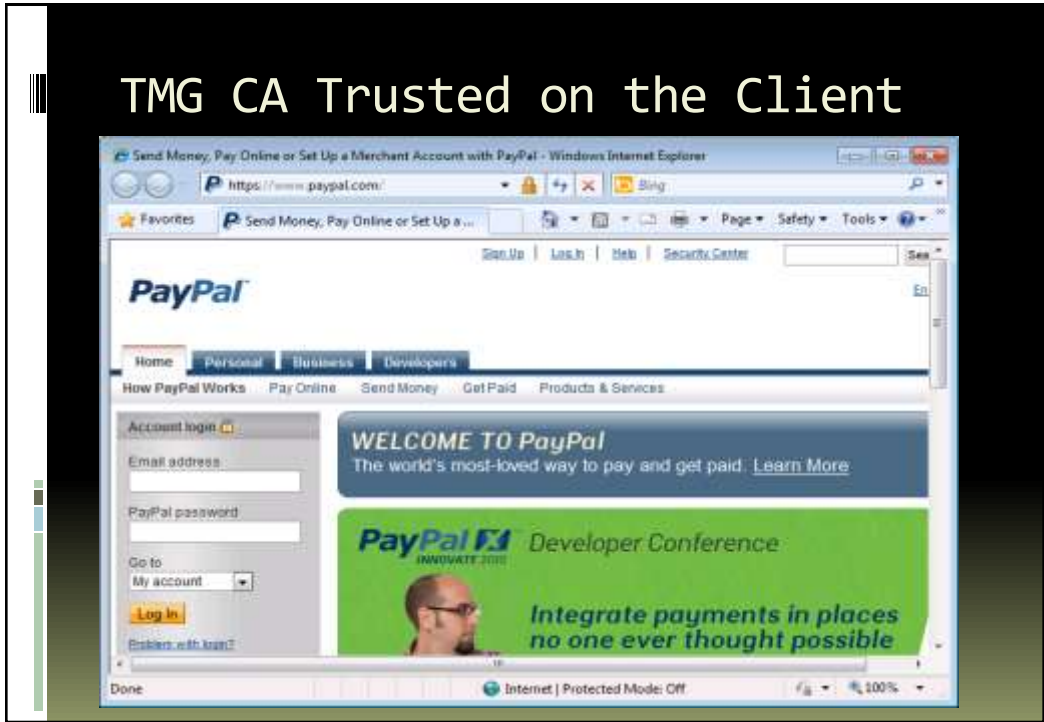 TMG CA Trusted on the Client
Send Money, Pay Online or Set Up a Merchant Account with PayPal - Windows Internet Explorer
https://www.paypal.com/
Bing
Favorites
Send Money, Pay Online or Set Up a ...
Page
Safety
Tools
Sign Up | Log In | Help | Security Center
Sea
PayPal
En
Home
Personal
Business
Developers
How PayPal Works
Pay Online
Send Money
Get Paid
Products & Services
Account login
Email address
PayPal password
Go to
My account
Log In
Problem with login?
WELCOME TO PayPal
The world's most-loved way to pay and get paid. Learn More
PayPal X
INNOVATE 2010
Developer Conference
Integrate payments in places
no one ever thought possible
Done
Internet | Protected Mode: Off
100%